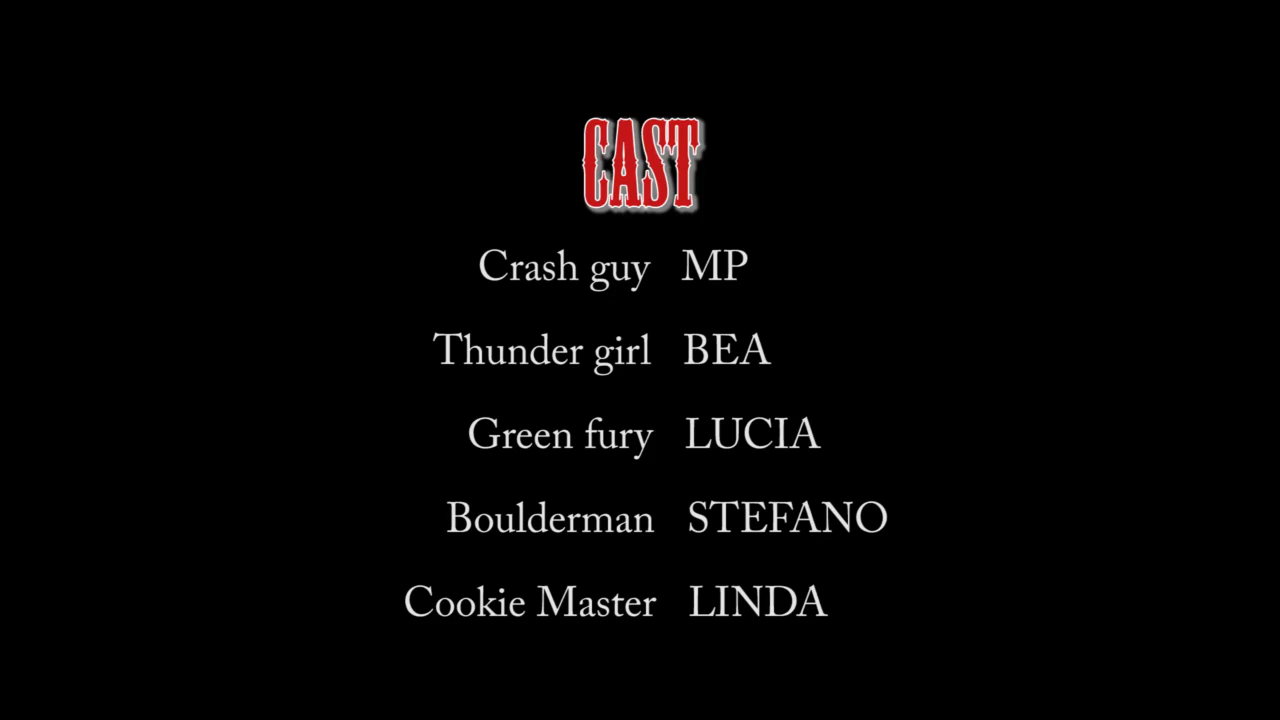 CAST
Crash guy MP
Thunder girl BEA
Green fury LUCIA
Boulderman STEFANO
Cookie Master LINDA